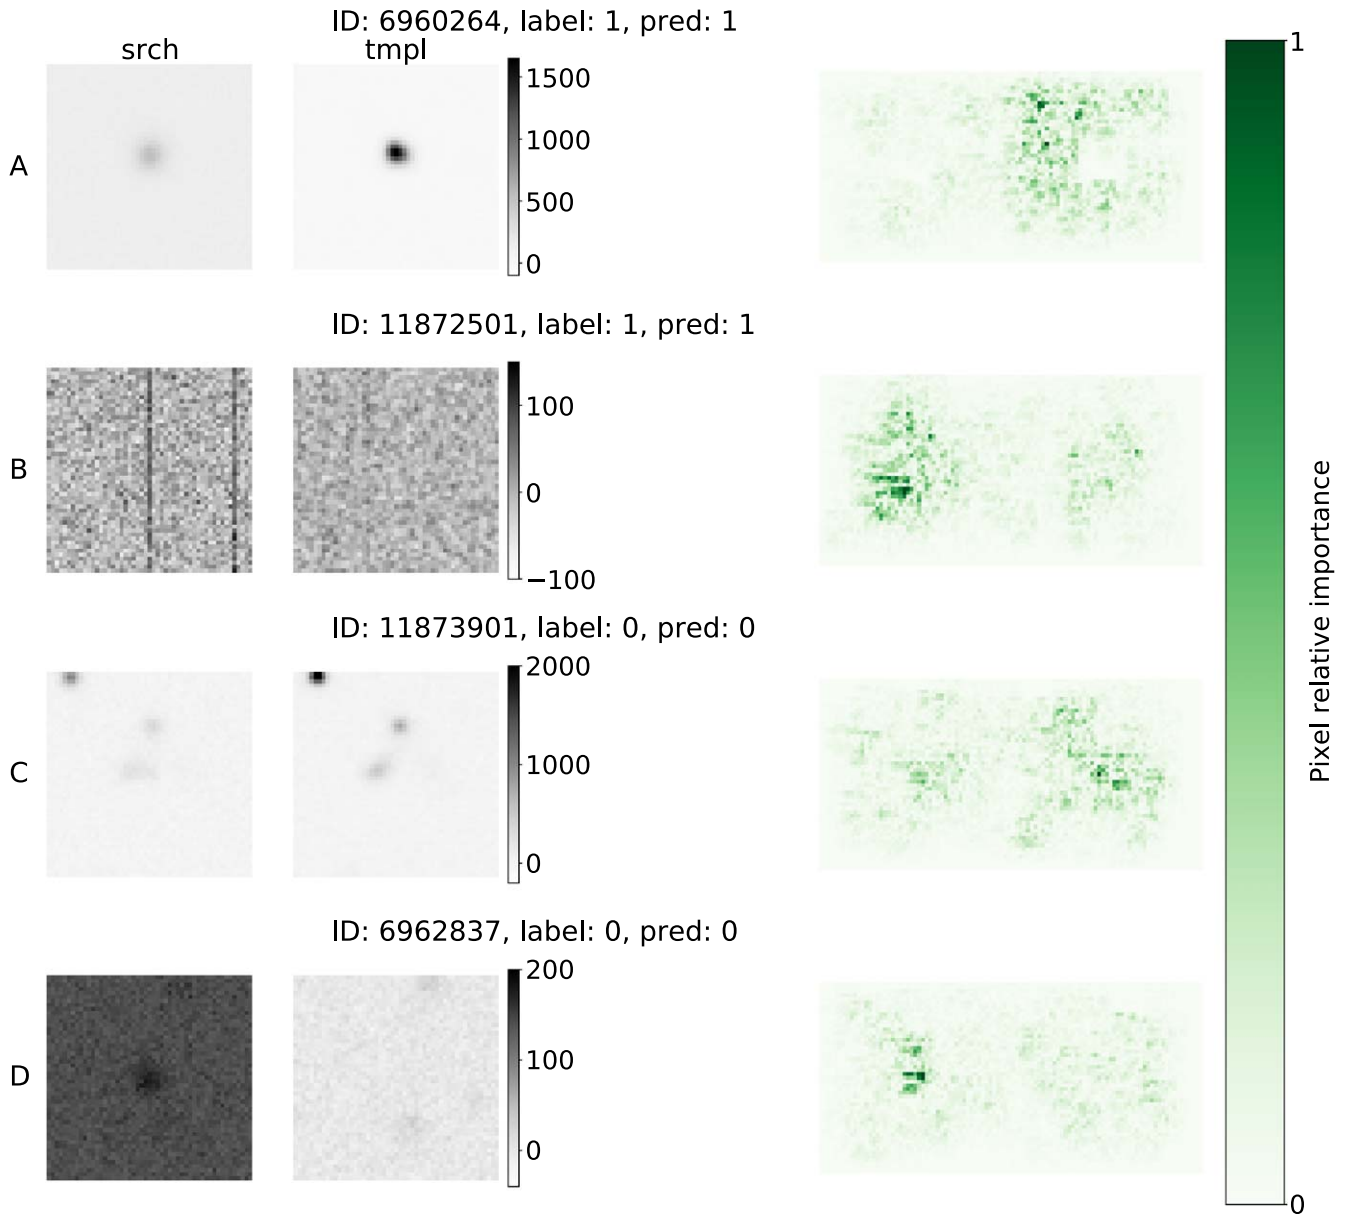 ID: 6960264, label: 1, pred: 1
srch
tmpl
A
1500
1000
500
0
ID: 11872501, label: 1, pred: 1
B
100
0
−100
ID: 11873901, label: 0, pred: 0
C
2000
1000
0
ID: 6962837, label: 0, pred: 0
D
200
100
0
1
Pixel relative importance
0